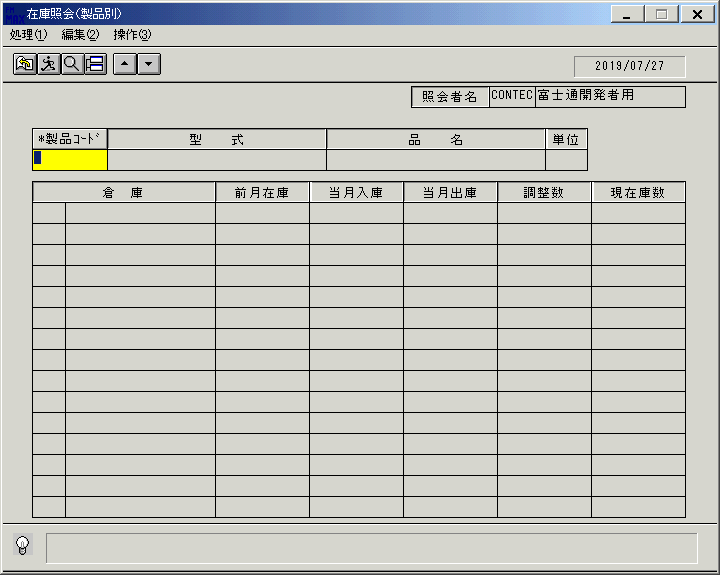 在庫照会(製品別)
処理(1) 編集(2) 操作(3)
2019/07/27
照会者名 CONTEC 富士通開発者用
*製品ｺｰﾄﾞ 型 式 品 名 単位
倉 庫 前月在庫 当月入庫 当月出庫 調整数 現在庫数